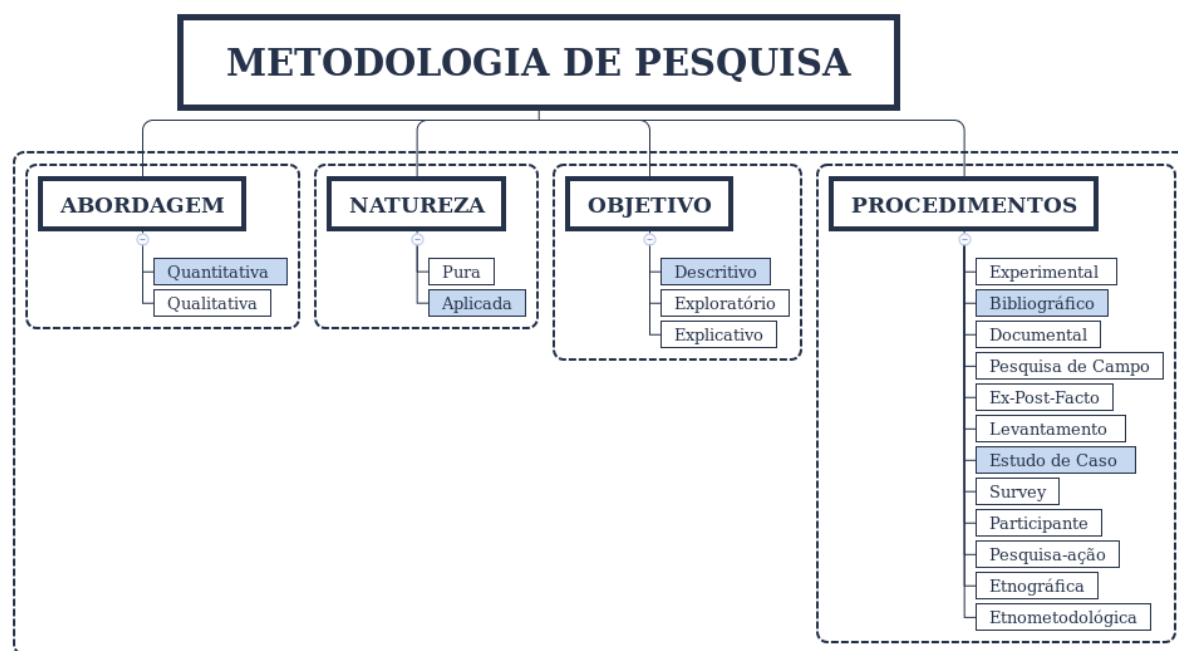 METODOLOGIA DE PESQUISA
ABORDAGEM
Quantitativa
Qualitativa
NATUREZA
Pura
Aplicada
OBJETIVO
Descritivo
Exploratório
Explicativo
PROCEDIMENTOS
Experimental
Bibliográfico
Documental
Pesquisa de Campo
Ex-Post-Facto
Levantamento
Estudo de Caso
Survey
Participante
Pesquisa-ação
Etnográfica
Etnometodológica